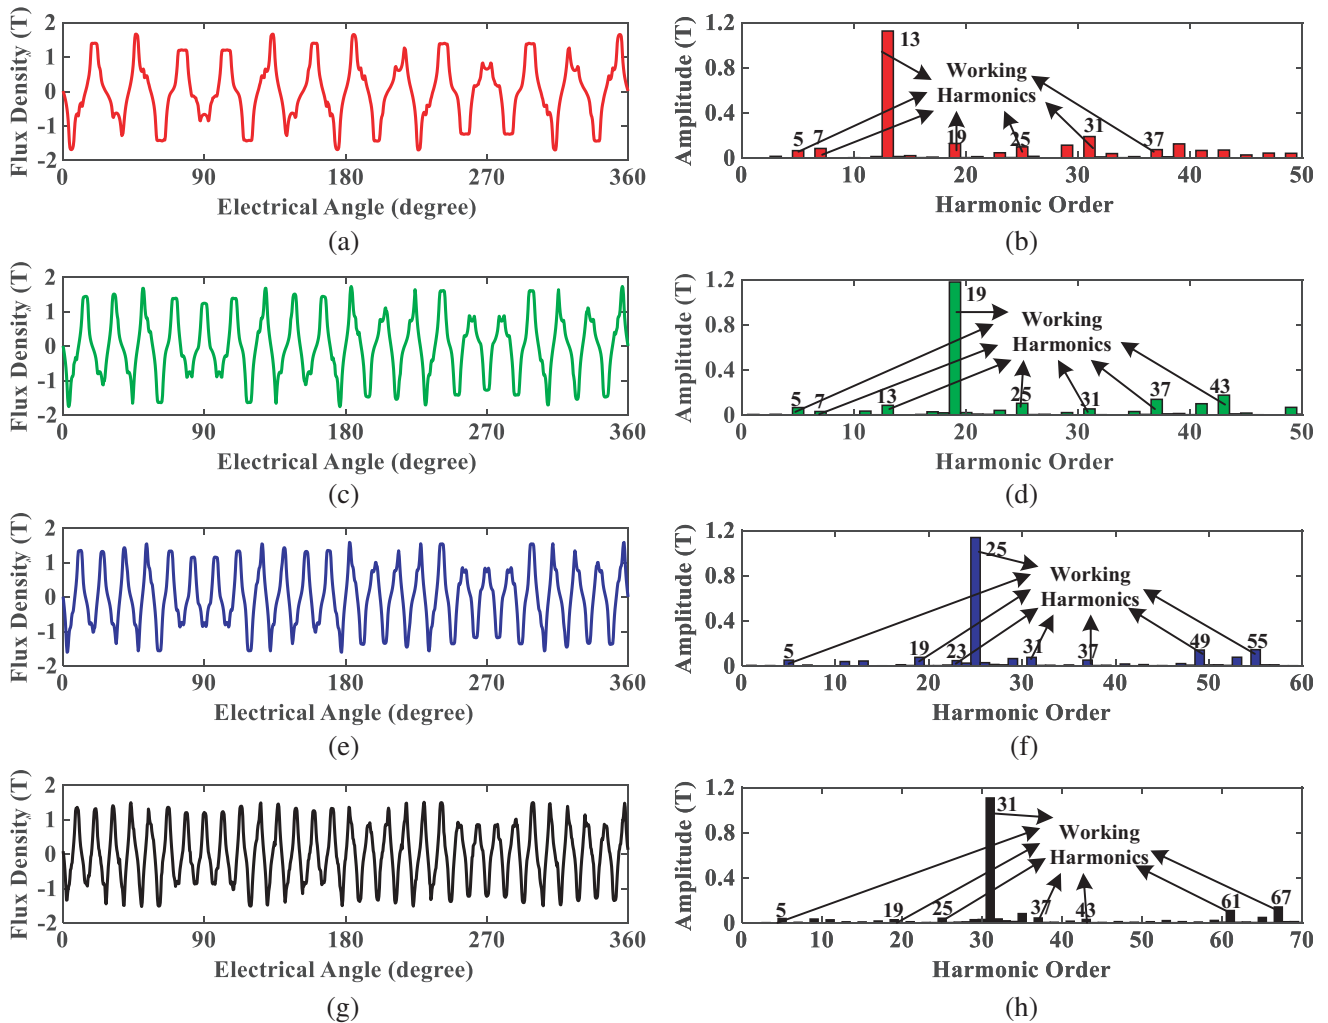 Flux Density (T)
2
1
0
-1
-2
0 90 180 270 360
Electrical Angle (degree)
(a)
Amplitude (T)
1.2
0.8
0.4
0
13
Working
Harmonics
5 7 19 25 31 37
0 10 20 30 40 50
Harmonic Order
(b)
Flux Density (T)
2
1
0
-1
-2
0 90 180 270 360
Electrical Angle (degree)
(c)
Amplitude (T)
1.2
0.8
0.4
0
19
Working
Harmonics
5 7 13 25 31 37 43
0 10 20 30 40 50
Harmonic Order
(d)
Flux Density (T)
2
1
0
-1
-2
0 90 180 270 360
Electrical Angle (degree)
(e)
Amplitude (T)
1.2
0.8
0.4
0
25
Working
Harmonics
5 19 23 31 37 49 55
0 10 20 30 40 50 60
Harmonic Order
(f)
Flux Density (T)
2
1
0
-1
-2
0 90 180 270 360
Electrical Angle (degree)
(g)
Amplitude (T)
1.2
0.8
0.4
0
31
Working
Harmonics
5 19 25 37 43 61 67
0 10 20 30 40 50 60 70
Harmonic Order
(h)